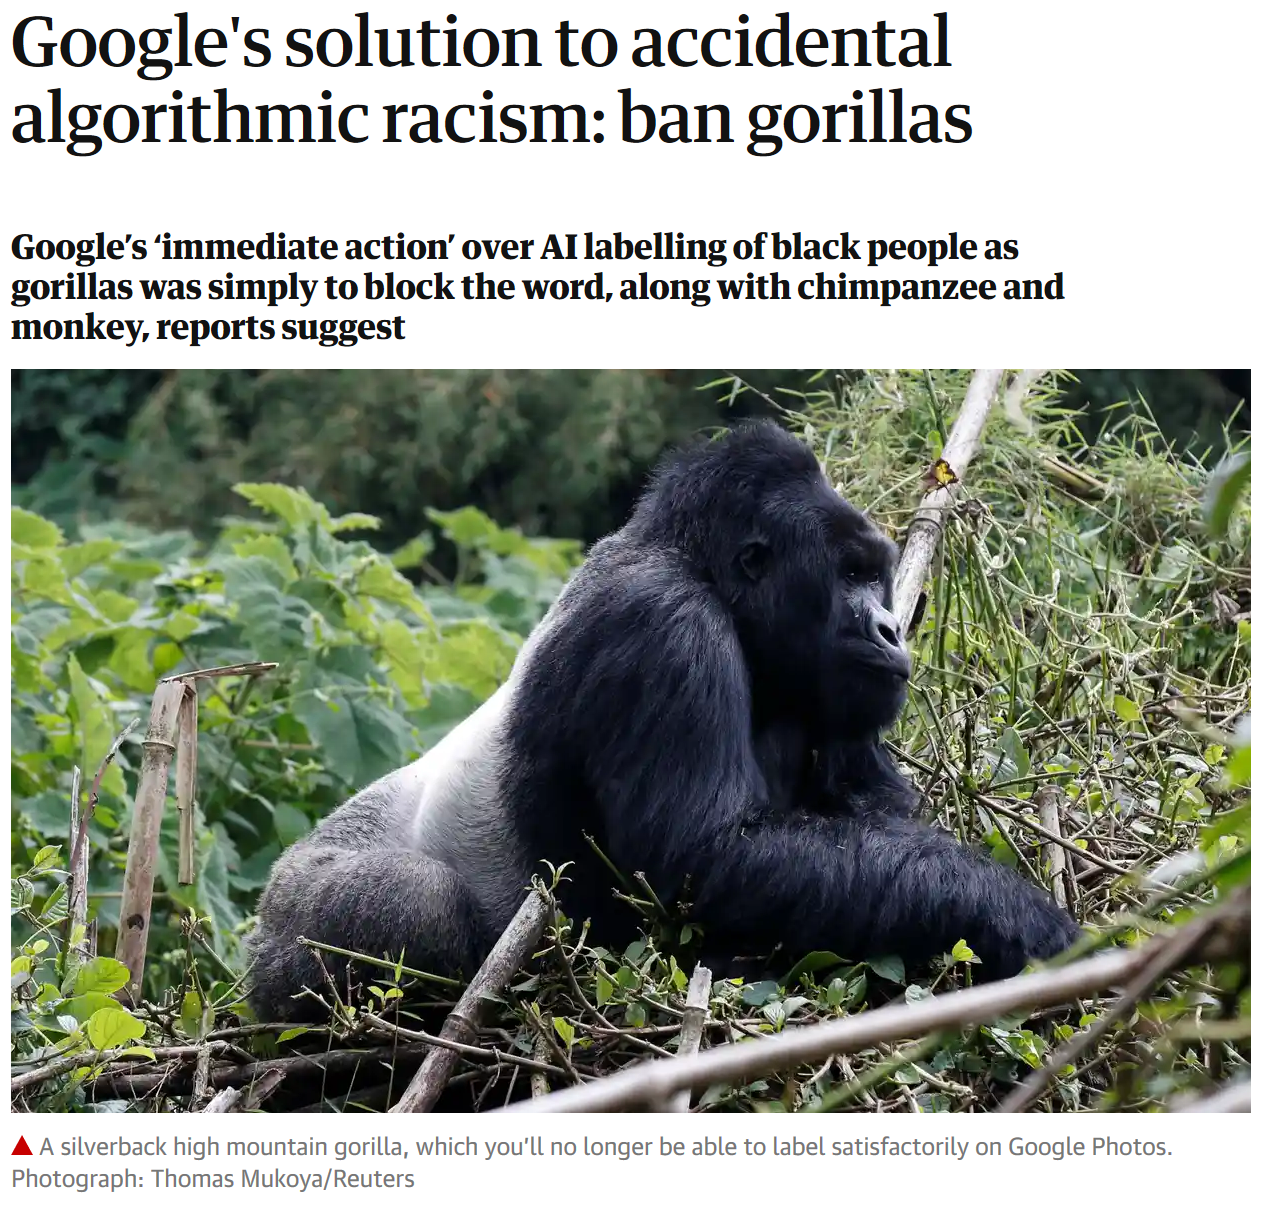 Google's solution to accidental
algorithmic racism: ban gorillas
Google’s ‘immediate action’ over AI labelling of black people as
gorillas was simply to block the word, along with chimpanzee and
monkey, reports suggest
A silverback high mountain gorilla, which you’ll no longer be able to label satisfactorily on Google Photos.
Photograph: Thomas Mukoya/Reuters